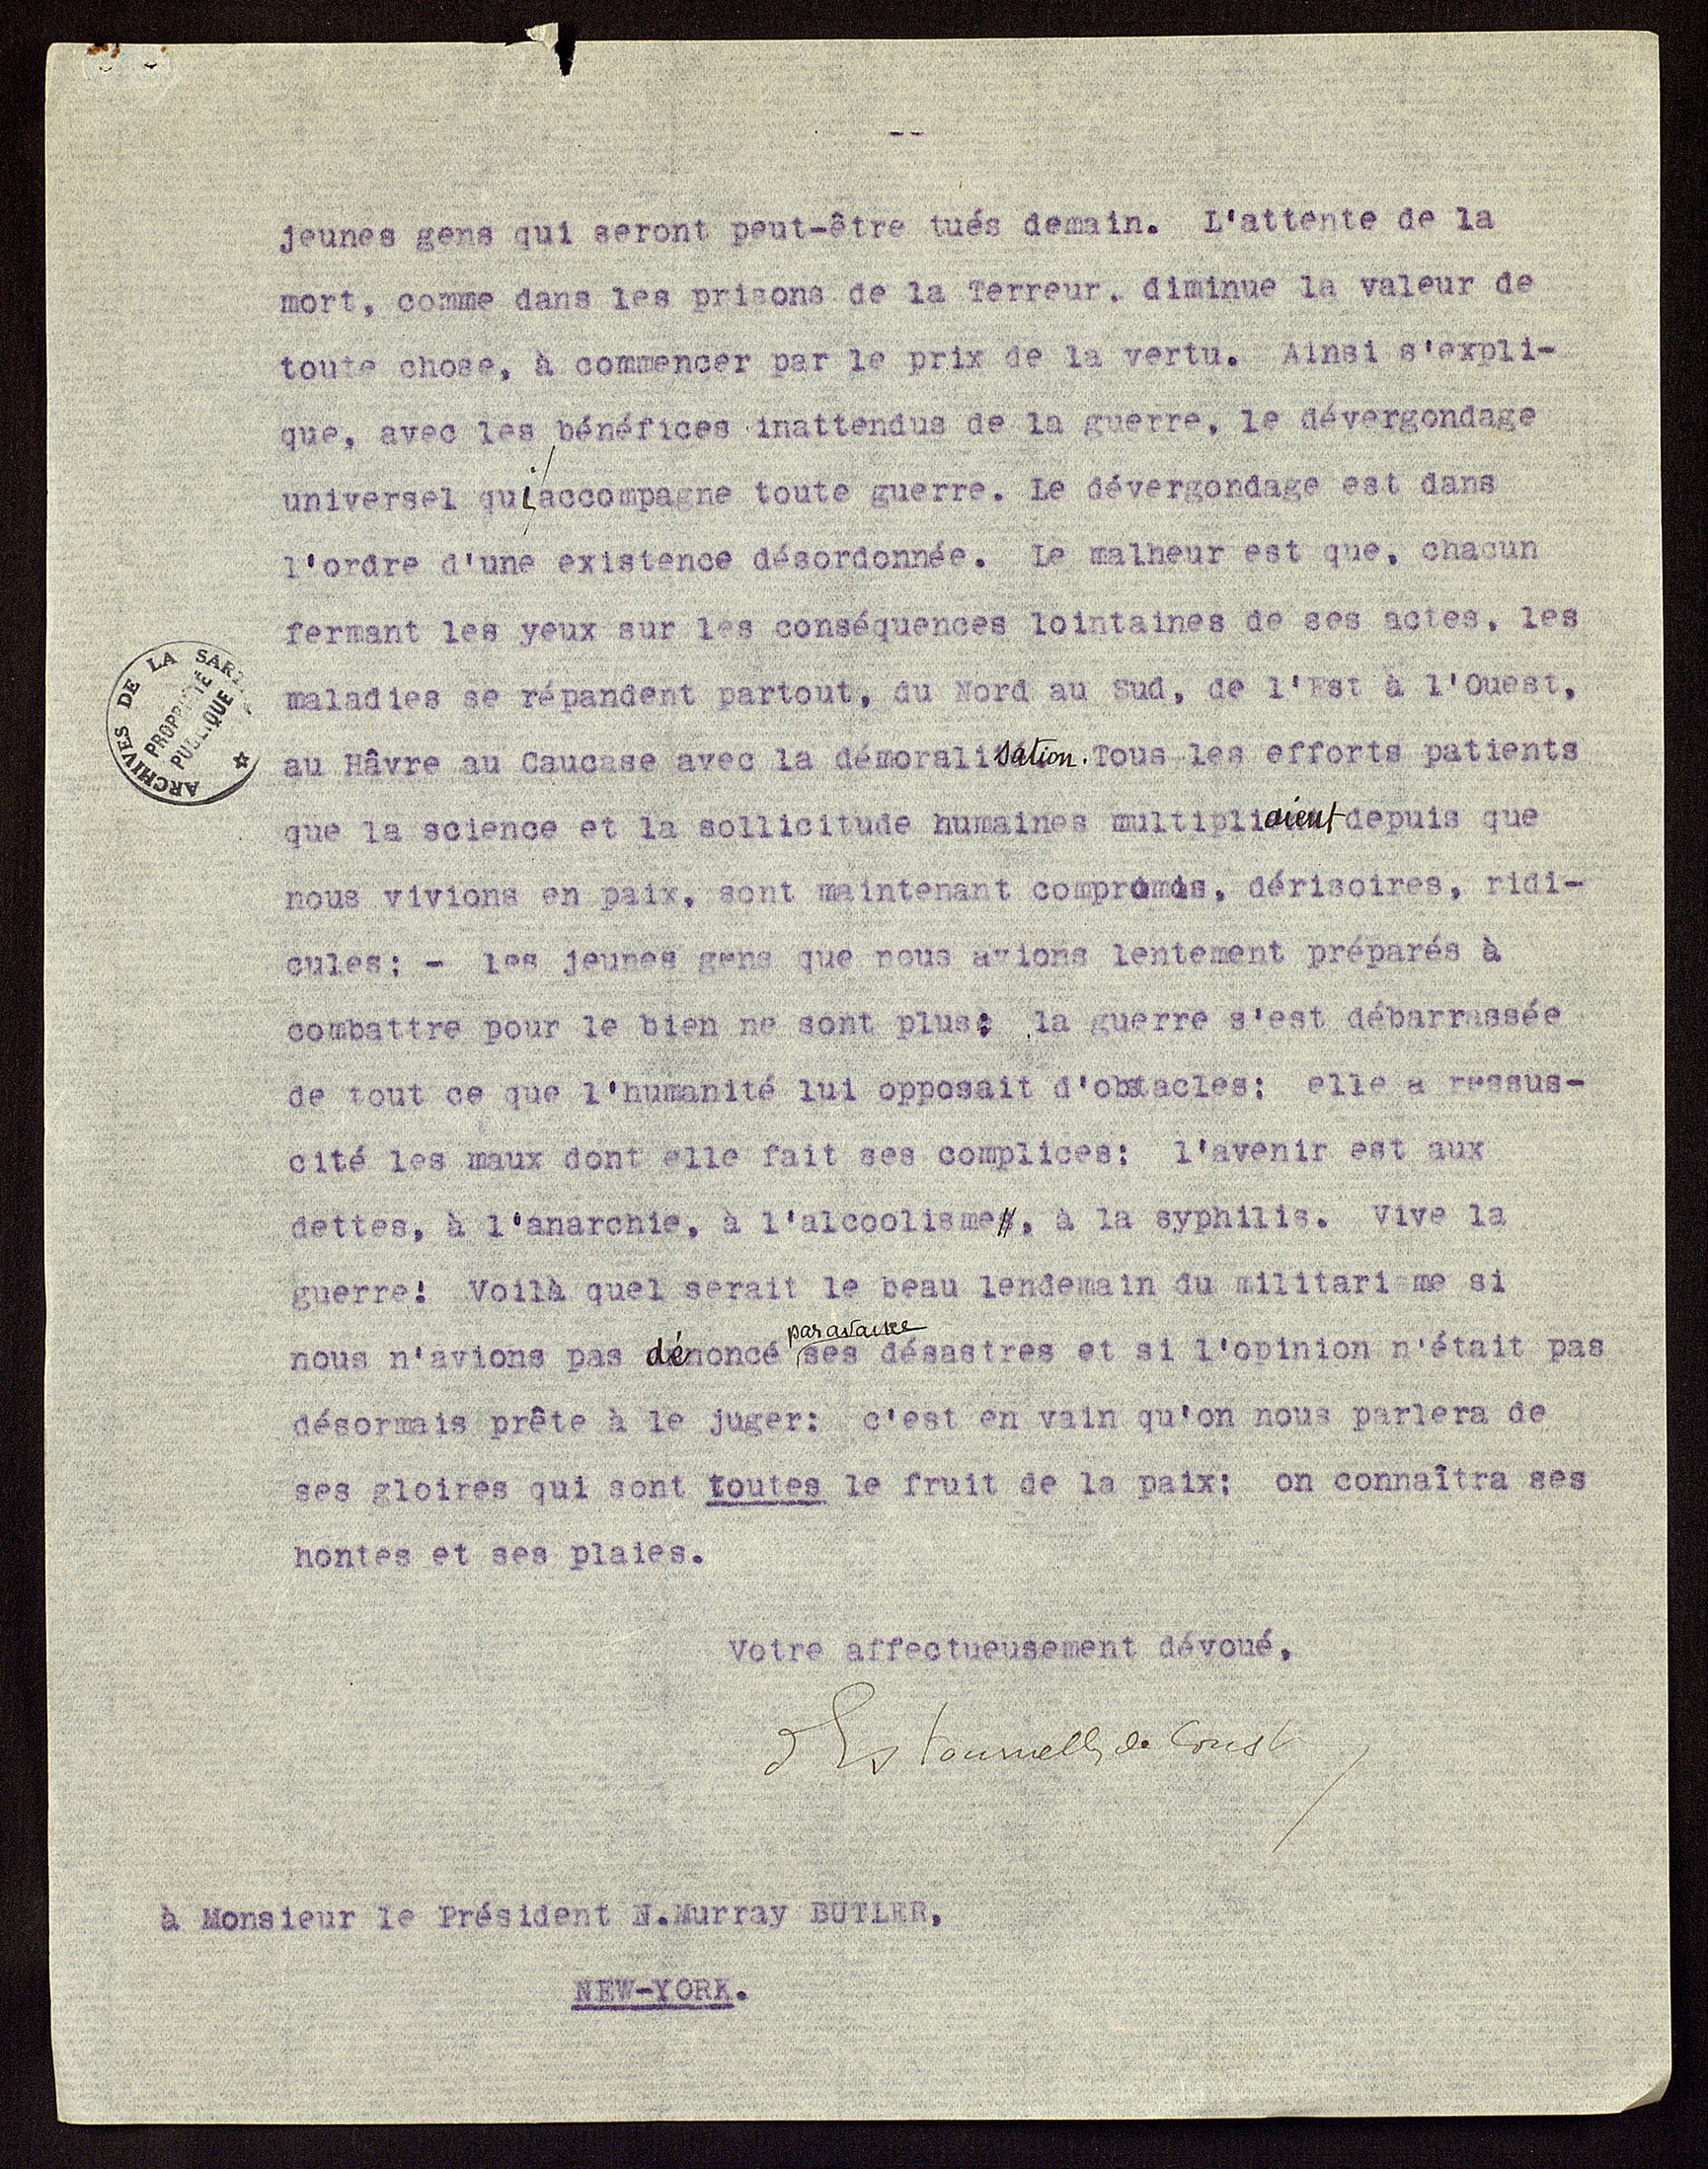 --
jeunes gens qui seront peut-être tués demain. L'attente de la
mort, comme dans les prisons de la Terreur. diminue la valeur de
toute chose, à commencer par le prix de la vertu. Ainsi s'expli-
que, avec les bénéfices inattendus de la guerre, le dévergondage
universel qui accompagne toute guerre. Le dévergondage est dans
l'ordre d'une existence désordonnée. Le malheur est que, chacun
fermant les yeux sur les conséquences lointaines de ses actes, les
maladies se répandent partout, du Nord au Sud, de l'Est à l'Ouest,
au Hâvre au Caucase avec la démoralisation. Tous les efforts patients
que la science et la sollicitude humaines multipliaient depuis que
nous vivions en paix, sont maintenant compromis, dérisoires, ridi-
cules; - les jeunes gens que nous avions lentement préparés à
combattre pour le bien ne sont plus; la guerre s'est débarrassée
de tout ce que l'humanité lui opposait d'obstacles; elle a ressus-
cité les maux dont elle fait ses complices: l'avenir est aux
dettes, à l'anarchie, à l'alcoolisme, à la syphilis. Vive la
guerre! Voilà quel serait le beau lendemain du militarisme si
par avance
nous n'avions pas dénoncé ses désastres et si l'opinion n'était pas
désormais prête à le juger: c'est en vain qu'on nous parlera de
ses gloires qui sont toutes le fruit de la paix; on connaîtra ses
hontes et ses plaies.
Votre affectueusement dévoué,
d'Estournelles de Constant
à Monsieur le Président N.Murray BUTLER,
NEW-YORK.
ARCHIVES DE LA SARTHE
PROPRIÉTÉ
PUBLIQUE